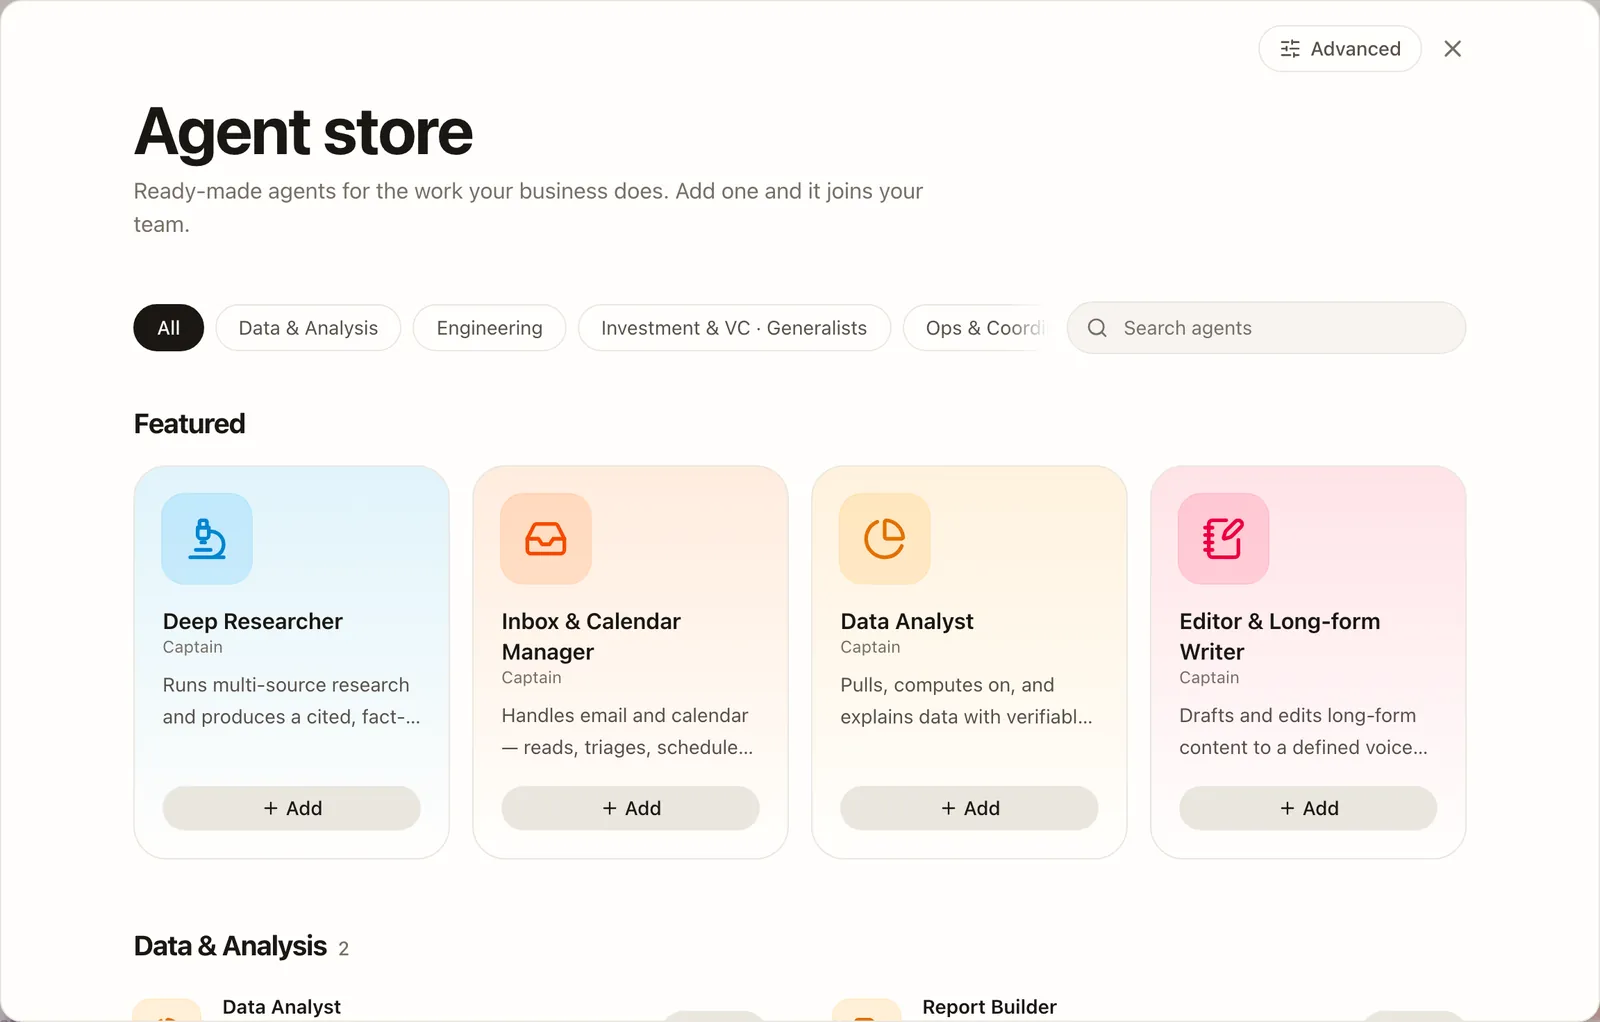 Advanced
Agent store
Ready-made agents for the work your business does. Add one and it joins your
team.
All
Data & Analysis
Engineering
Investment & VC · Generalists
Ops & Coordi
Search agents
Featured
Deep Researcher
Captain
Runs multi-source research
and produces a cited, fact-...
+ Add
Inbox & Calendar
Manager
Captain
Handles email and calendar
— reads, triages, schedule...
+ Add
Data Analyst
Captain
Pulls, computes on, and
explains data with verifiabl...
+ Add
Editor & Long-form
Writer
Captain
Drafts and edits long-form
content to a defined voice...
+ Add
Data & Analysis 2
Data Analyst
Report Builder